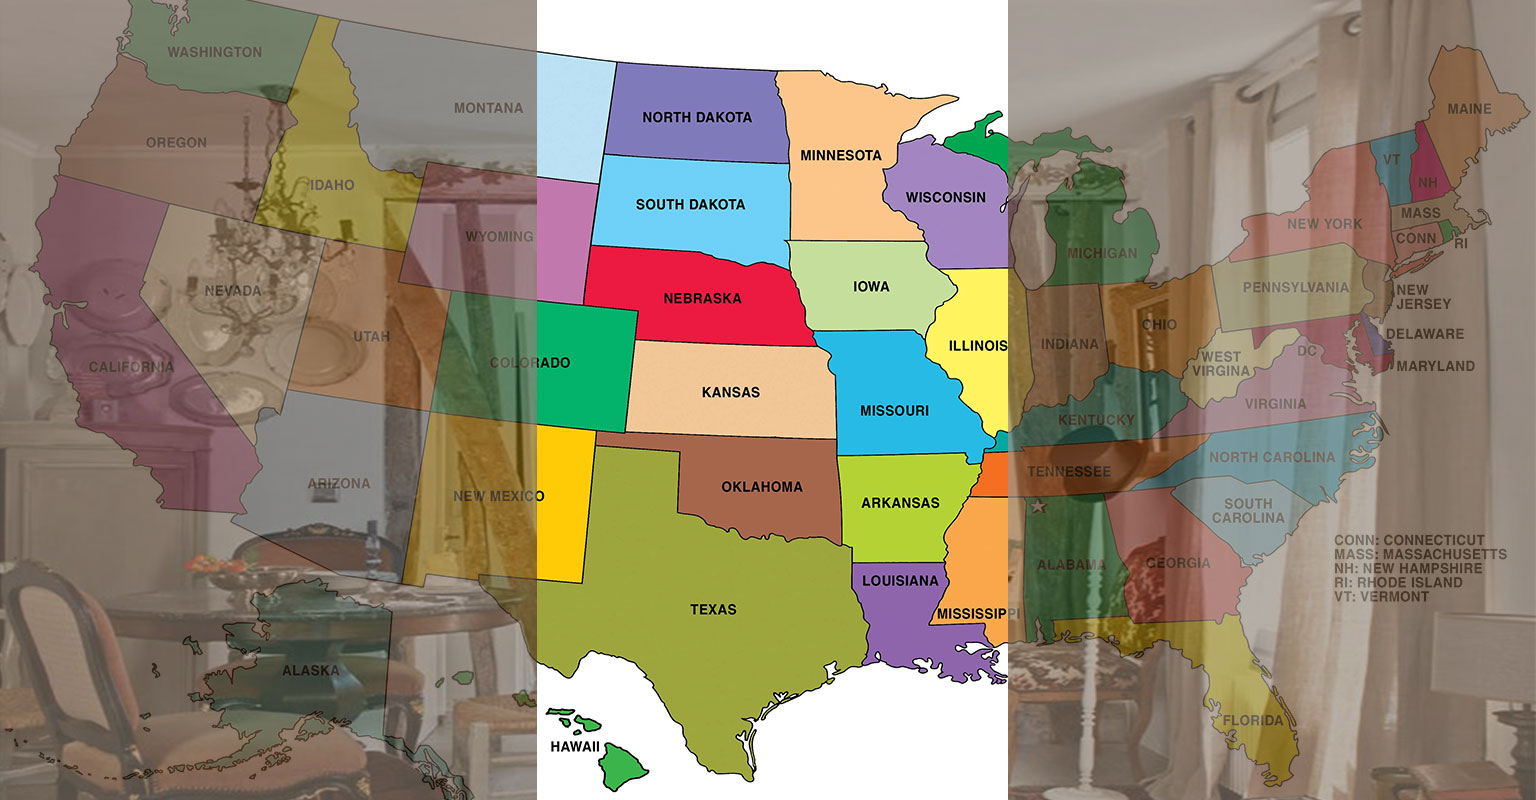 WASHINGTON
MONTANA
OREGON
IDAHO
WYOMING
NEVADA
UTAH
COLORADO
CALIFORNIA
ARIZONA
NEW MEXICO
ALASKA
HAWAII
NORTH DAKOTA
MINNESOTA
SOUTH DAKOTA
WISCONSIN
NEBRASKA
IOWA
ILLINOIS
KANSAS
MISSOURI
OKLAHOMA
ARKANSAS
TEXAS
LOUISIANA
MISSISSIPPI
MICHIGAN
INDIANA
OHIO
KENTUCKY
TENNESSEE
ALABAMA
GEORGIA
FLORIDA
SOUTH
CAROLINA
NORTH CAROLINA
VIRGINIA
WEST
VIRGINA
DC
PENNSYLVANIA
NEW YORK
VT
NH
MAINE
MASS
CONN
RI
NEW
JERSEY
DELAWARE
MARYLAND
CONN: CONNECTICUT
MASS: MASSACHUSETTS
NH: NEW HAMPSHIRE
RI: RHODE ISLAND
VT: VERMONT